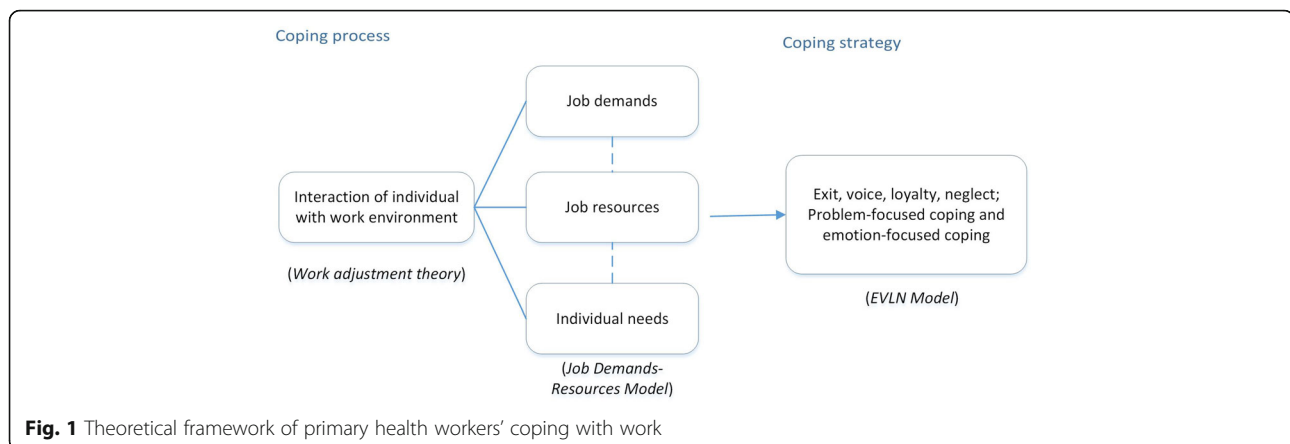 Coping process
Coping strategy
Job demands
Interaction of individual
with work environment
(Work adjustment theory)
Job resources
Individual needs
(Job Demands-
Resources Model)
Exit, voice, loyalty, neglect;
Problem-focused coping and
emotion-focused coping
(EVLN Model)
Fig. 1 Theoretical framework of primary health workers' coping with work